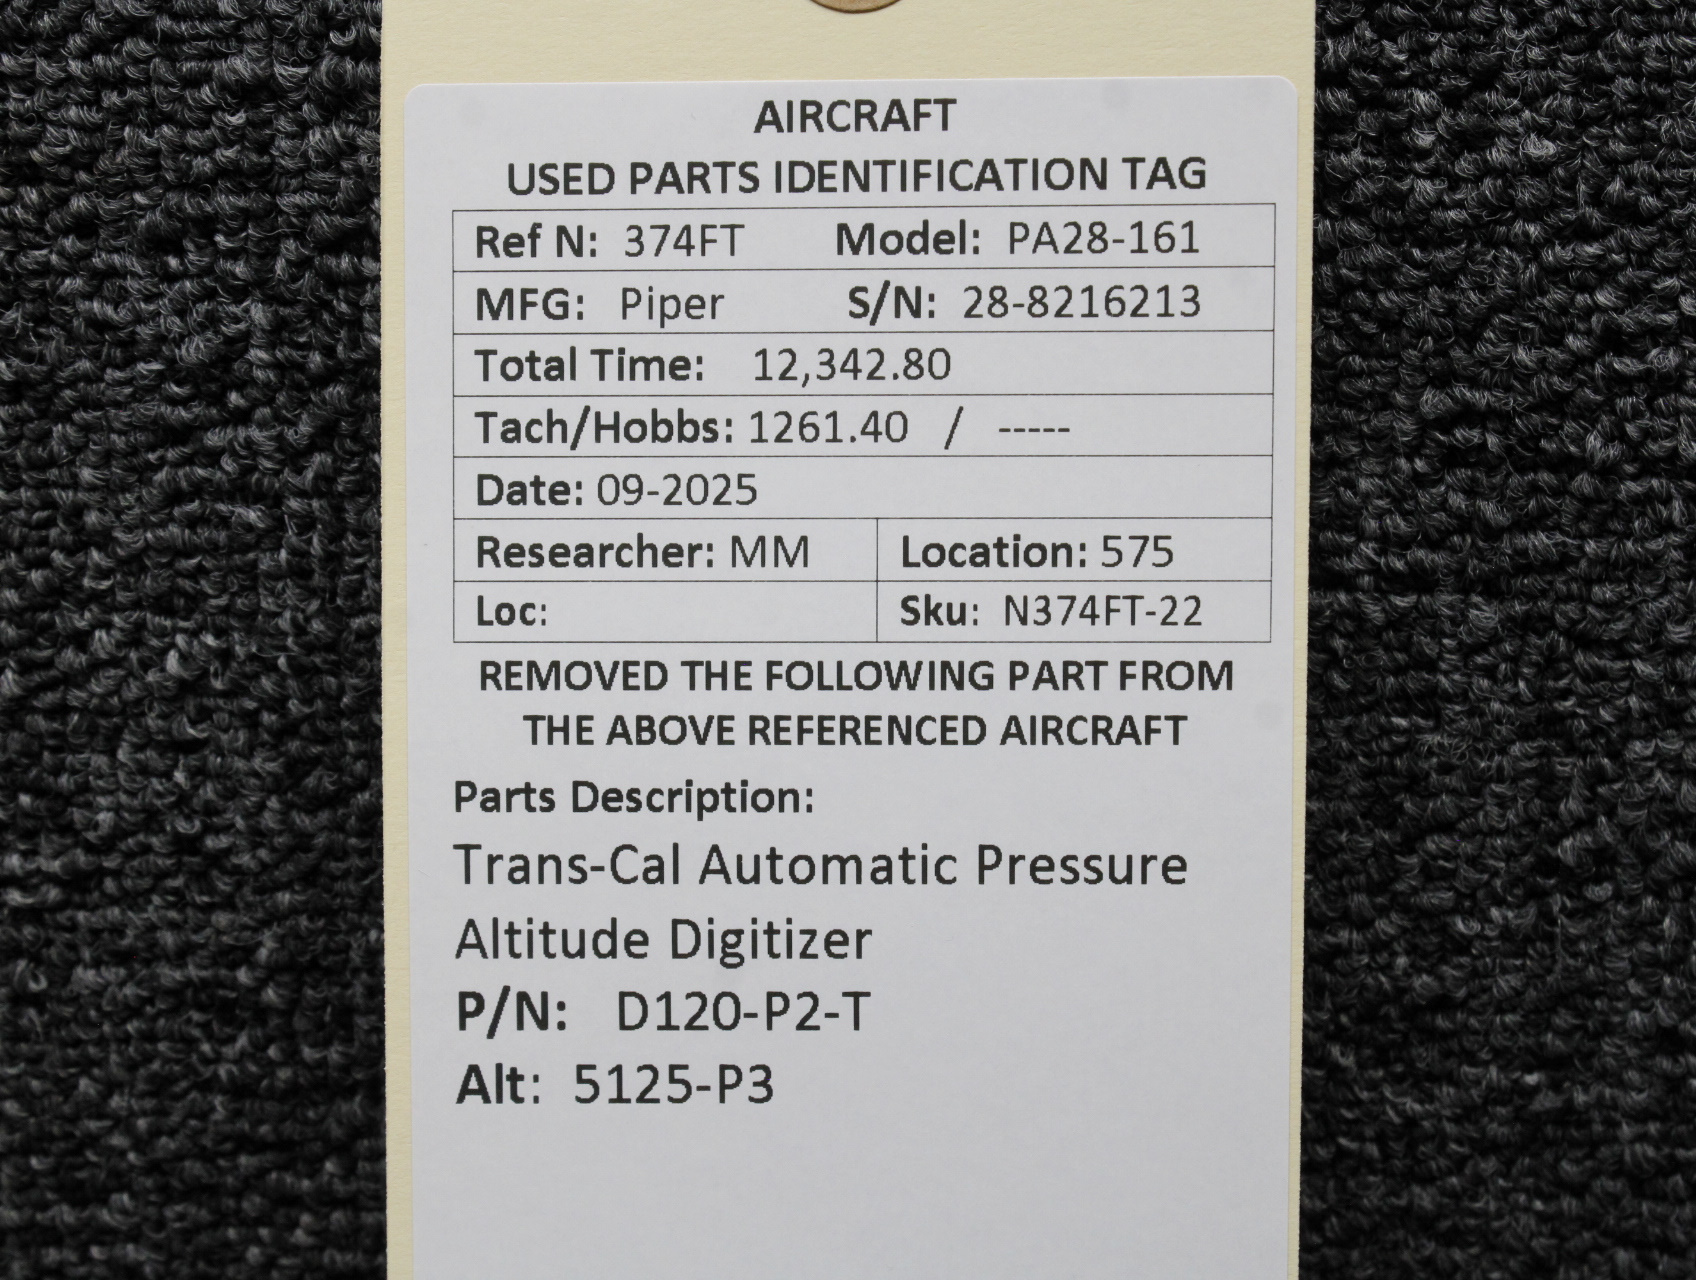 AIRCRAFT
USED PARTS IDENTIFICATION TAG
Ref N: 374FT Model: PA28-161
MFG: Piper S/N: 28-8216213
Total Time: 12,342.80
Tach/Hobbs: 1261.40 / -----
Date: 09-2025
Researcher: MM Location: 575
Loc: Sku: N374FT-22
REMOVED THE FOLLOWING PART FROM
THE ABOVE REFERENCED AIRCRAFT
Parts Description:
Trans-Cal Automatic Pressure
Altitude Digitizer
P/N: D120-P2-T
Alt: 5125-P3